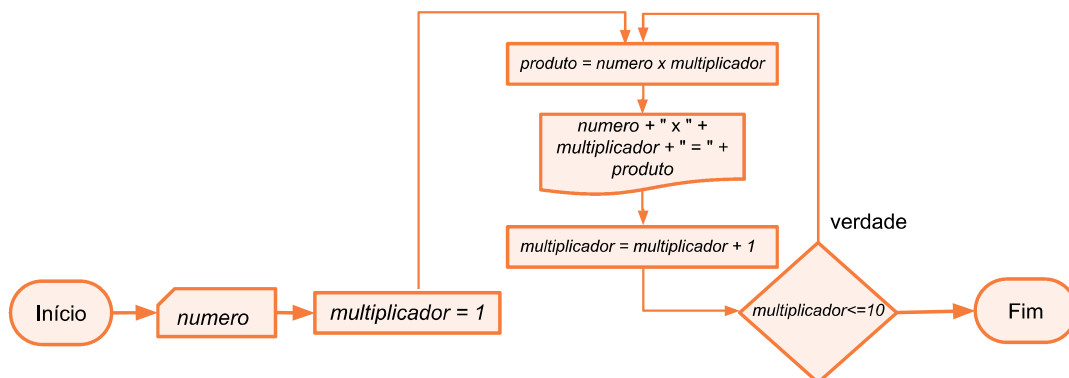 Início
numero
multiplicador = 1
produto = numero x multiplicador
numero + " x " +
multiplicador + " = " +
produto
multiplicador = multiplicador + 1
multiplicador<=10
verdade
Fim